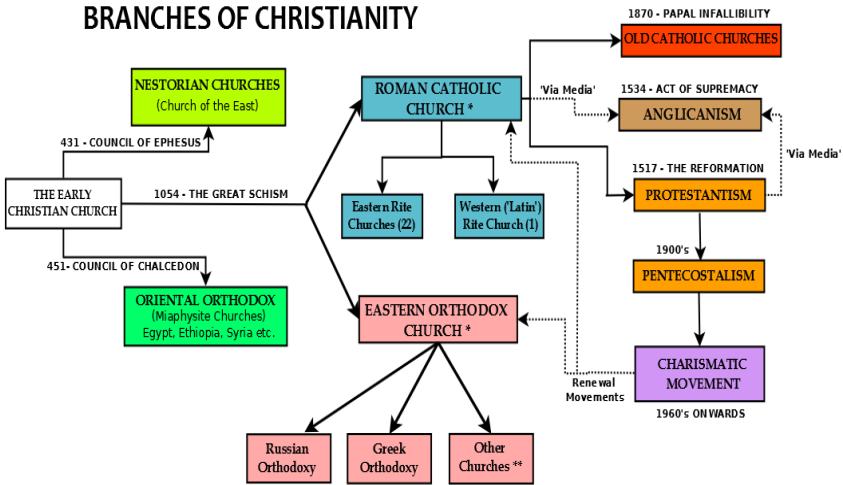 BRANCHES OF CHRISTIANITY
1870 - PAPAL INFALLIBILITY
OLD CATHOLIC CHURCHES
NESTORIAN CHURCHES
(Church of the East)
ROMAN CATHOLIC
CHURCH *
'Via Media'
1534 - ACT OF SUPREMACY
ANGLICANISM
431 - COUNCIL OF EPHESUS
'Via Media'
1517 - THE REFORMATION
PROTESTANTISM
THE EARLY
CHRISTIAN CHURCH
1054 - THE GREAT SCHISM
Eastern Rite
Churches (22)
Western ('Latin')
Rite Church (1)
1900's
PENTECOSTALISM
451- COUNCIL OF CHALCEDON
ORIENTAL ORTHODOX
(Miaphysite Churches)
Egypt, Ethiopia, Syria etc.
EASTERN ORTHODOX
CHURCH *
CHARISMATIC
MOVEMENT
Renewal
Movements
1960's ONWARDS
Russian
Orthodoxy
Greek
Orthodoxy
Other
Churches **